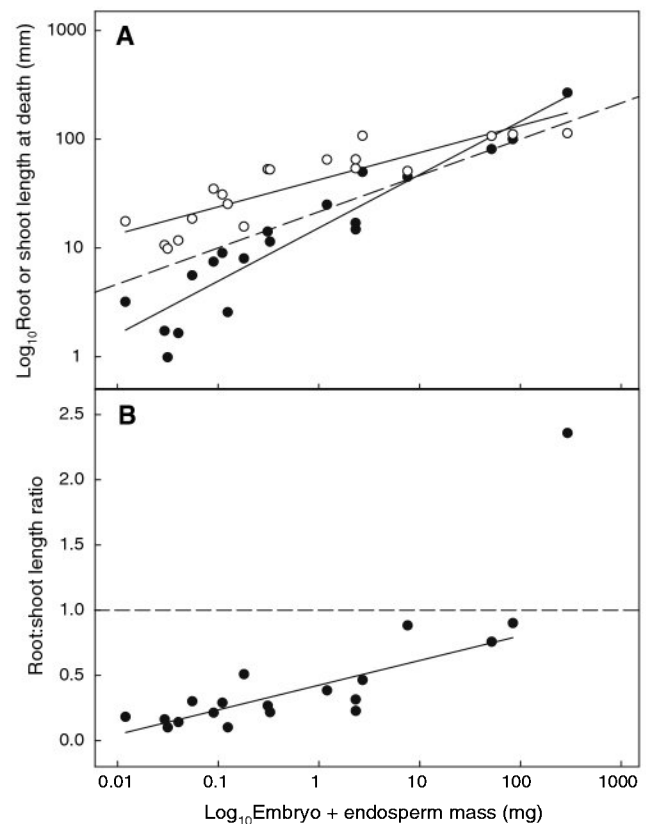 A
1000
100
10
1
Log₁₀Root or shoot length at death (mm)
B
2.5
2.0
1.5
1.0
0.5
0.0
Root:shoot length ratio
0.01 0.1 1 10 100 1000
Log₁₀Embryo + endosperm mass (mg)